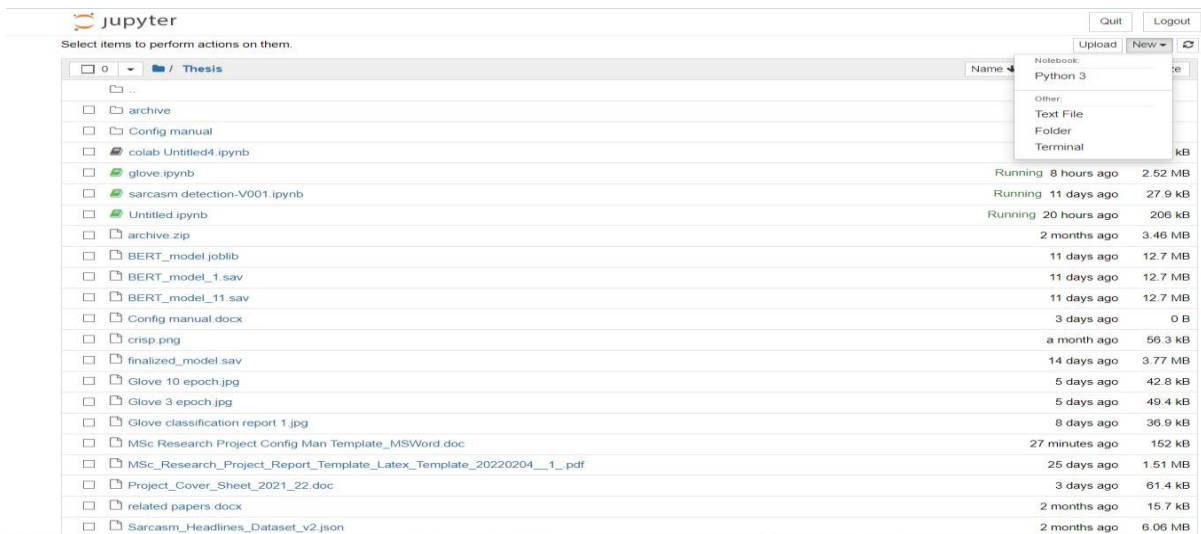 jupyter
Quit Logout
Select items to perform actions on them.
Upload New
0 / Thesis
Name
Notebook:
Python 3
Other:
Text File
Folder
Terminal
..
archive
Config manual
colab Untitled4.ipynb kB
glove.ipynb Running 8 hours ago 2.52 MB
sarcasm detection-V001.ipynb Running 11 days ago 27.9 kB
Untitled.ipynb Running 20 hours ago 206 kB
archive.zip 2 months ago 3.46 MB
BERT_model.joblib 11 days ago 12.7 MB
BERT_model_1.sav 11 days ago 12.7 MB
BERT_model_11.sav 11 days ago 12.7 MB
Config manual.docx 3 days ago 0 B
crisp.png a month ago 56.3 kB
finalized_model.sav 14 days ago 3.77 MB
Glove 10 epoch.jpg 5 days ago 42.8 kB
Glove 3 epoch.jpg 5 days ago 49.4 kB
Glove classification report 1.jpg 8 days ago 36.9 kB
MSc Research Project Config Man Template_MSWord.doc 27 minutes ago 152 kB
MSc_Research_Project_Report_Template_Latex_Template_20220204__1_.pdf 25 days ago 1.51 MB
Project_Cover_Sheet_2021_22.doc 3 days ago 61.4 kB
related papers.docx 2 months ago 15.7 kB
Sarcasm_Headlines_Dataset_v2.json 2 months ago 6.06 MB